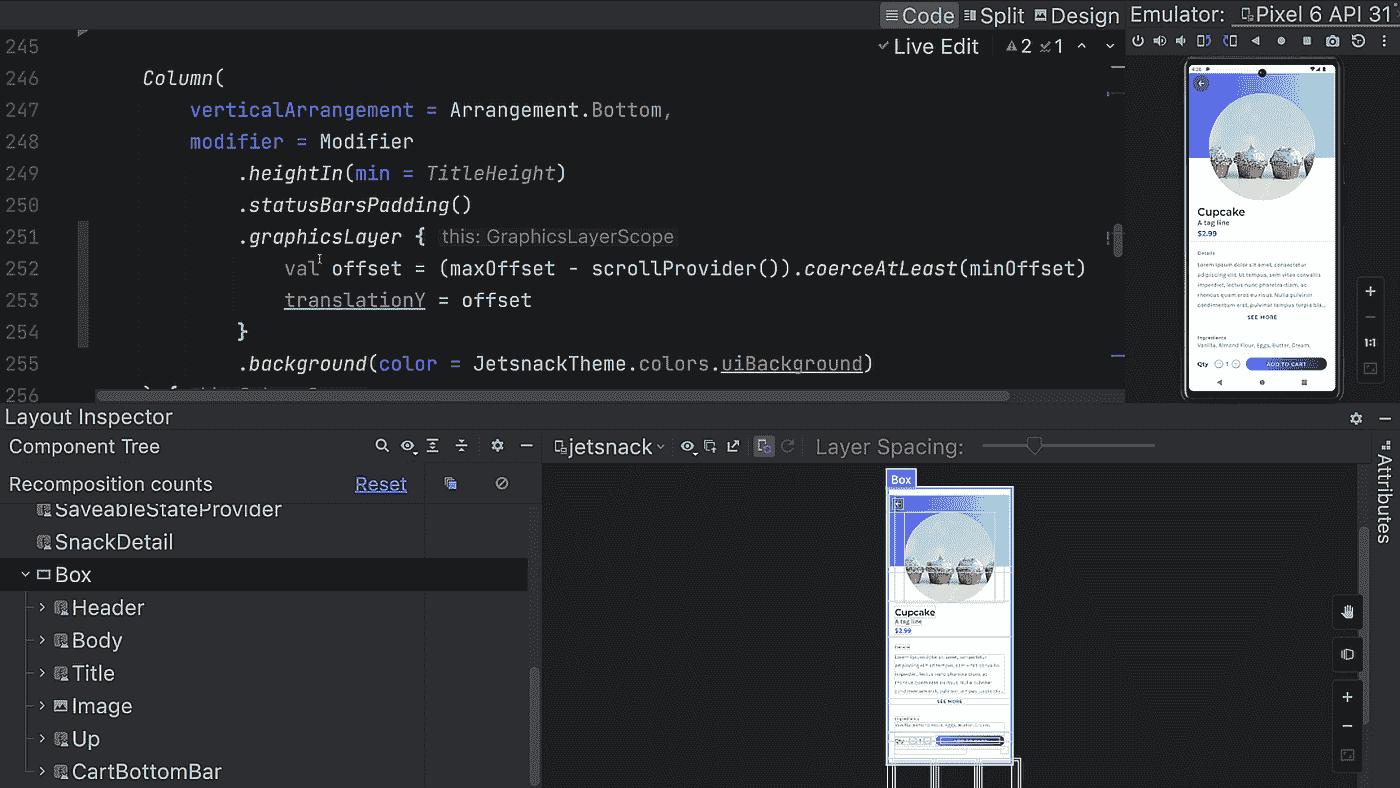 Code Split Design Emulator: Pixel 6 API 31
Live Edit 2 1
245
246 Column(
247 verticalArrangement = Arrangement.Bottom,
248 modifier = Modifier
249 .heightIn(min = TitleHeight)
250 .statusBarsPadding()
251 .graphicsLayer { this: GraphicsLayerScope
252 val offset = (maxOffset - scrollProvider()).coerceAtLeast(minOffset)
253 translationY = offset
254 }
255 .background(color = JetsnackTheme.colors.uiBackground)
256
Cupcake
A tag line
$2.99
Details
Lorem ipsum dolor sit amet, consectetur
adipiscing elit. Ut tempus, sem vitae convallis
imperdiet, lectus nunc pharetra diam, ac
rhoncus quam eros eu risus. Nulla pulvinar
condimentum erat, pulvinar tempus turpis bla...
SEE MORE
Ingredients
Vanilla, Almond Flour, Eggs, Butter, Cream,
Qty 1 ADD TO CART
1:1
Layout Inspector
Component Tree
jetsnack Layer Spacing:
Recomposition counts Reset
SaveableStateProvider
SnackDetail
Box
Header
Body
Title
Image
Up
CartBottomBar
Box
Cupcake
A tag line
$2.99
SEE MORE
Attributes